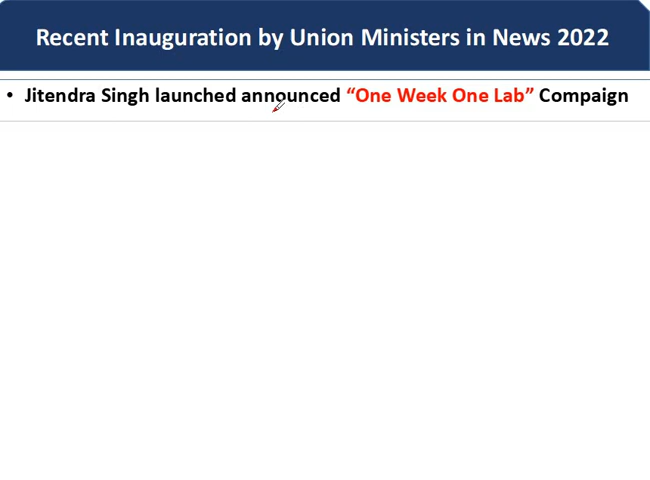 Recent Inauguration by Union Ministers in News 2022
• Jitendra Singh launched announced “One Week One Lab” Compaign